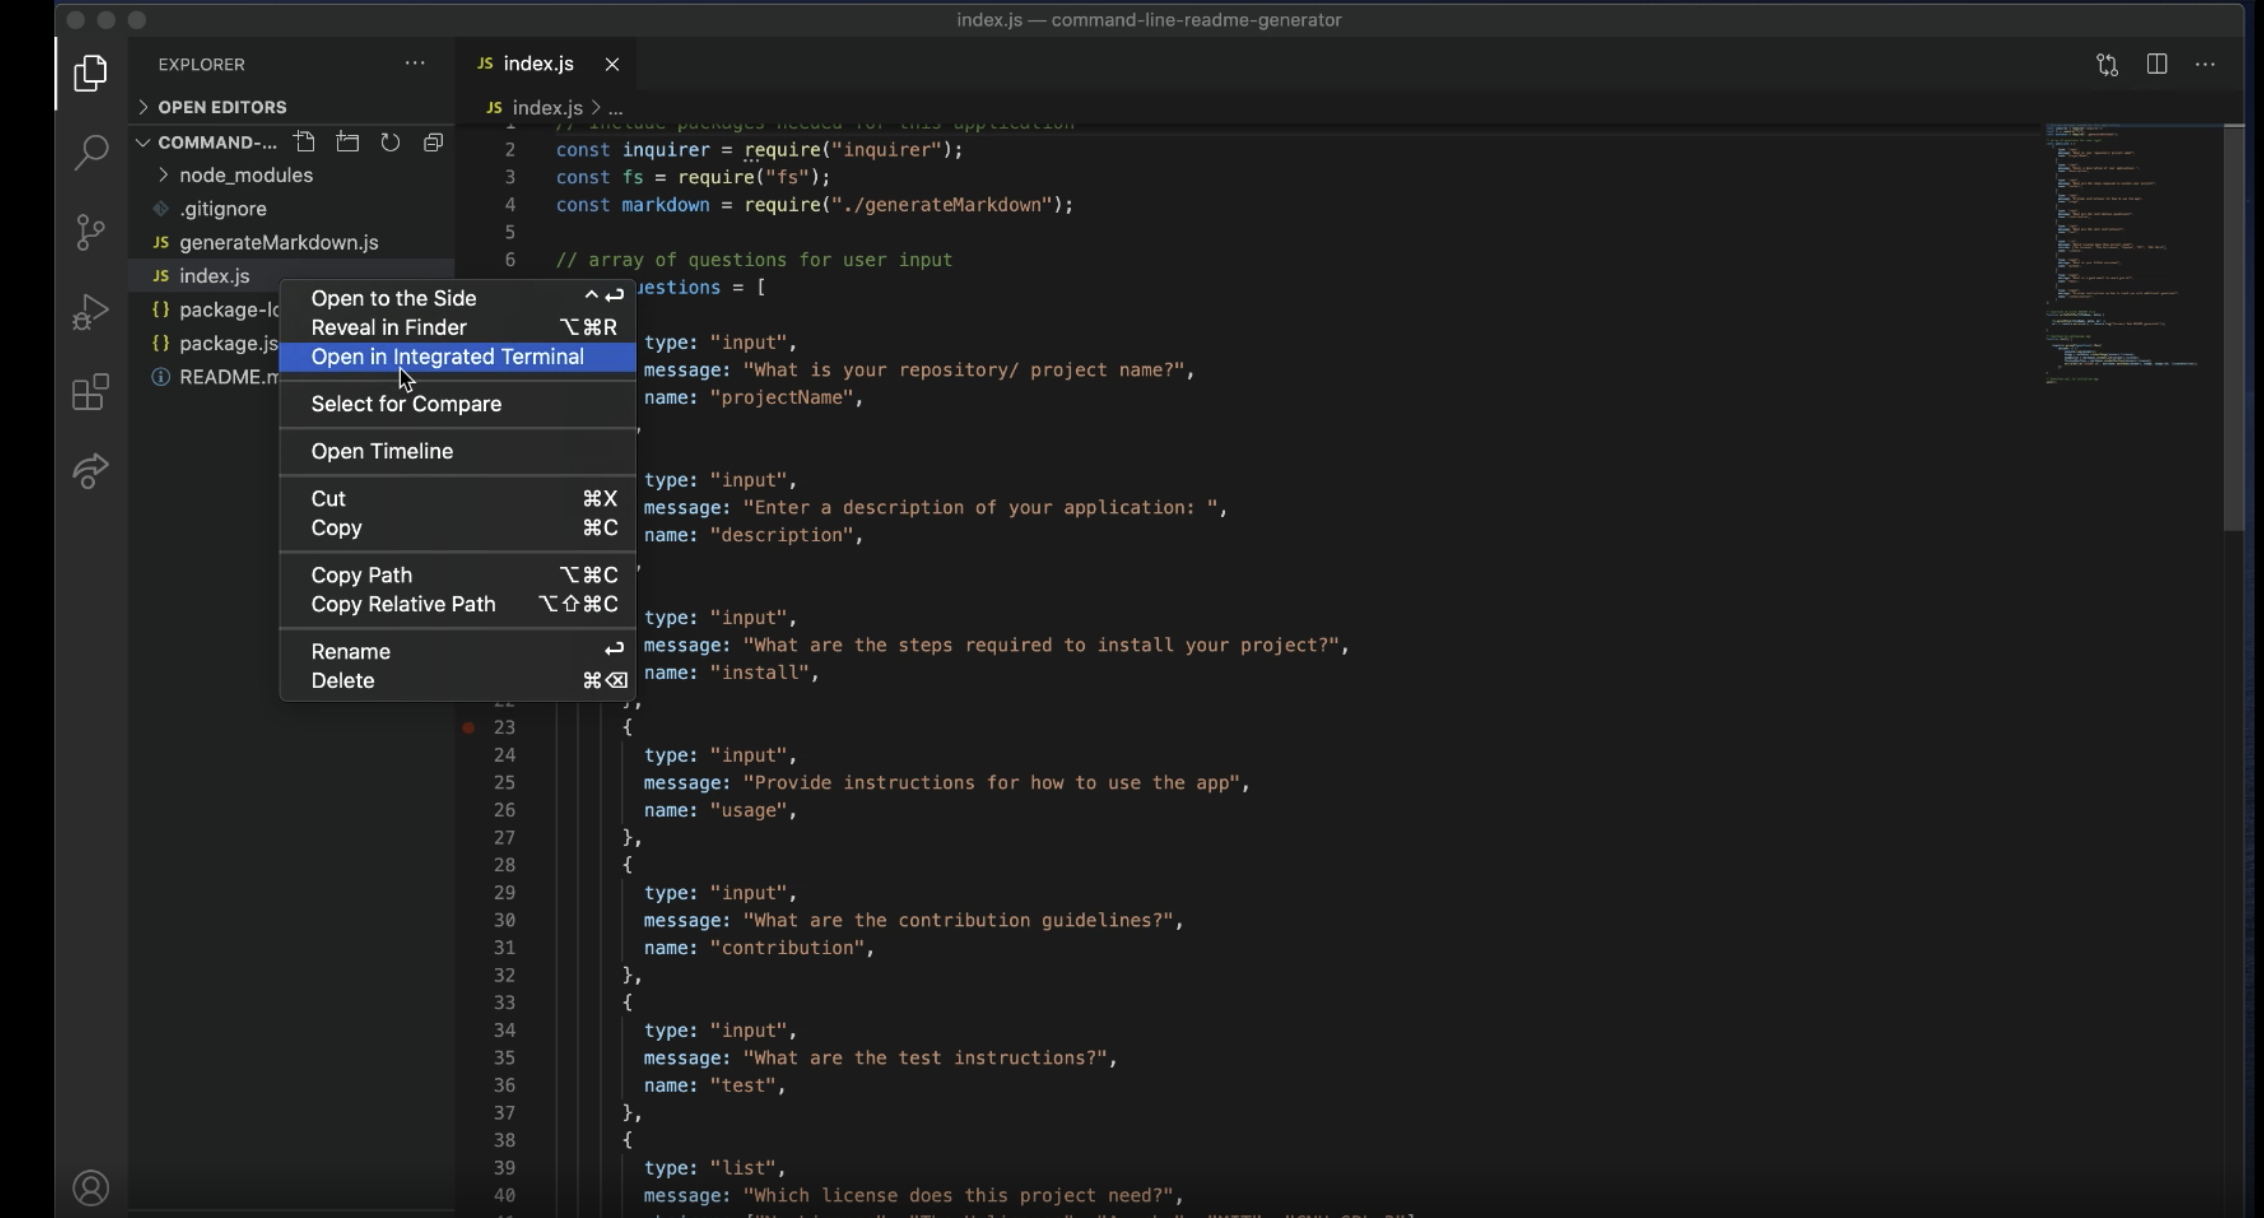 index.js — command-line-readme-generator
EXPLORER
OPEN EDITORS
COMMAND-...
node_modules
.gitignore
JS generateMarkdown.js
JS index.js
{} package-lo
{} package.js
README.m
Open to the Side ^↩
Reveal in Finder ⌥⌘R
Open in Integrated Terminal
Select for Compare
Open Timeline
Cut ⌘X
Copy ⌘C
Copy Path ⌥⌘C
Copy Relative Path ⌥⇧⌘C
Rename ↩
Delete ⌘⌫
JS index.js ×
JS index.js > ...
1 // Include packages needed for this application
2 const inquirer = require("inquirer");
3 const fs = require("fs");
4 const markdown = require("./generateMarkdown");
5
6 // array of questions for user input
uestions = [
type: "input",
message: "What is your repository/ project name?",
name: "projectName",
,
type: "input",
message: "Enter a description of your application: ",
name: "description",
,
type: "input",
message: "What are the steps required to install your project?",
name: "install",
22 },
23 {
24 type: "input",
25 message: "Provide instructions for how to use the app",
26 name: "usage",
27 },
28 {
29 type: "input",
30 message: "What are the contribution guidelines?",
31 name: "contribution",
32 },
33 {
34 type: "input",
35 message: "What are the test instructions?",
36 name: "test",
37 },
38 {
39 type: "list",
40 message: "Which license does this project need?",